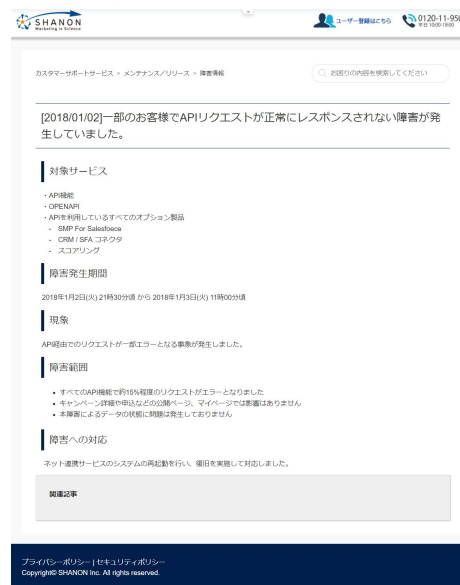 SHANON
Marketing is Science
ユーザー登録はこちら
0120-11-950
平日 10:00-18:00
カスタマーサポートサービス > メンテナンス/リリース > 障害情報
お困りの内容を検索してください
[2018/01/02]一部のお客様でAPIリクエストが正常にレスポンスされない障害が発
生していました。
対象サービス
・API機能
・OPENAPI
・APIを利用しているすべてのオプション製品
- SMP For Salesfoece
- CRM / SFA コネクタ
- スコアリング
障害発生期間
2018年1月2日(火) 21時30分頃 から 2018年1月3日(火) 11時00分頃
現象
API経由でのリクエストが一部エラーとなる事象が発生しました。
障害範囲
• すべてのAPI機能で約15%程度のリクエストがエラーとなりました
• キャンペーン詳細や申込などの公開ページ、マイページでは影響はありません
• 本障害によるデータの状態に問題は発生しておりません
障害への対応
ネット連携サービスのシステムの再起動を行い、復旧を実施して対応しました。
関連記事
プライバシーポリシー | セキュリティポリシー
Copyright© SHANON Inc. All rights reserved.